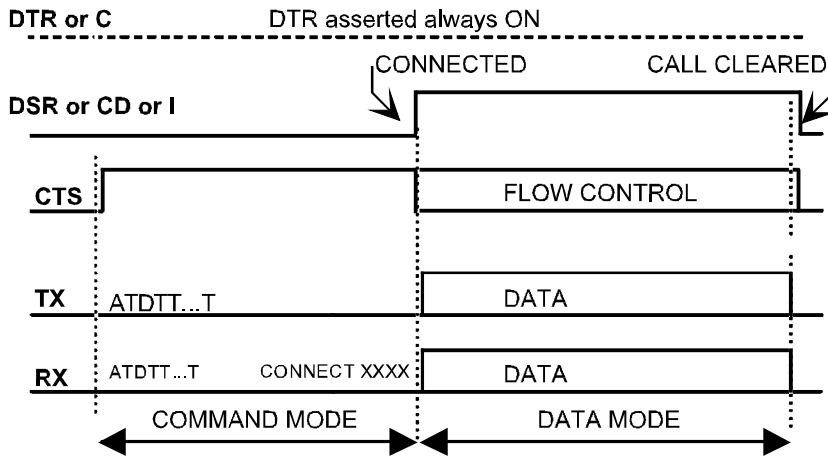 DTR or C DTR asserted always ON
CONNECTED CALL CLEARED
DSR or CD or I
CTS FLOW CONTROL
TX ATDTT...T DATA
RX ATDTT...T CONNECT XXXX DATA
COMMAND MODE DATA MODE